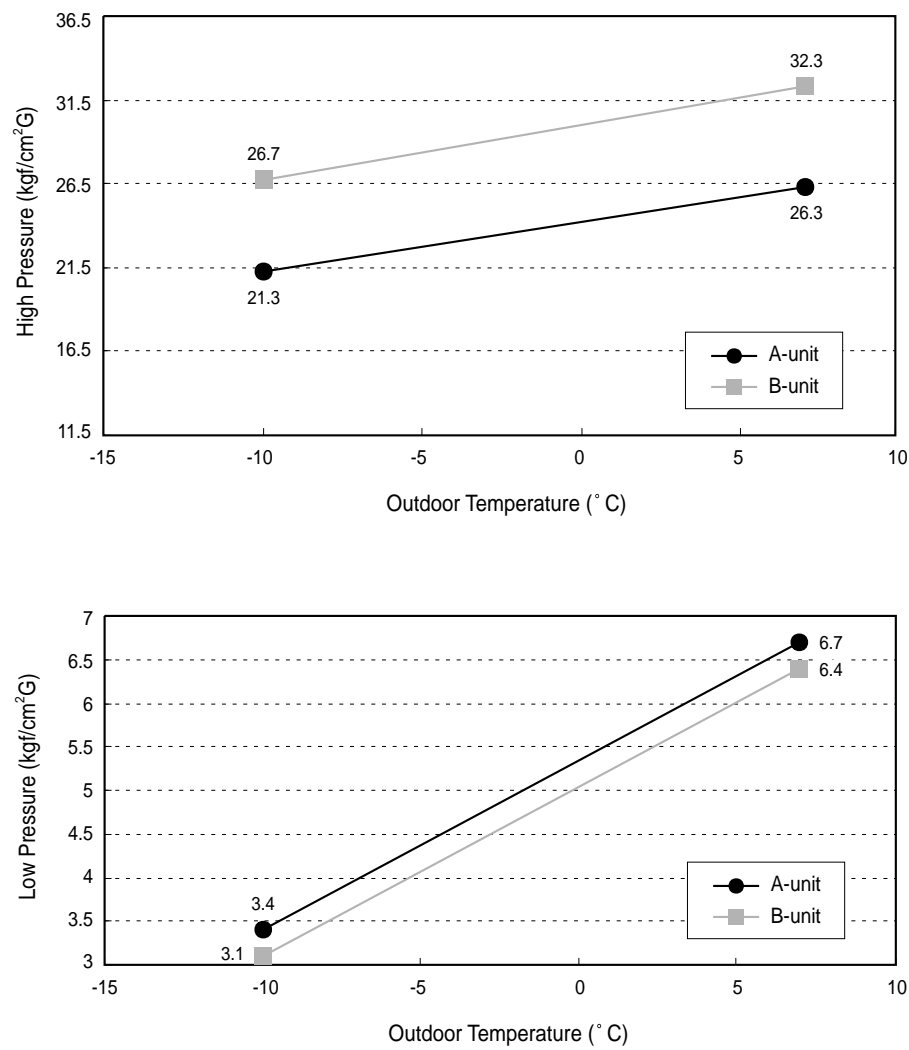 36.5
31.5
26.5
21.5
16.5
11.5
High Pressure (kgf/cm²G)
26.7
32.3
21.3
26.3
A-unit
B-unit
-15 -10 -5 0 5 10
Outdoor Temperature (˚ C)
7
6.5
6
5.5
5
4.5
4
3.5
3
Low Pressure (kgf/cm²G)
6.7
6.4
3.4
3.1
A-unit
B-unit
-15 -10 -5 0 5 10
Outdoor Temperature (˚ C)